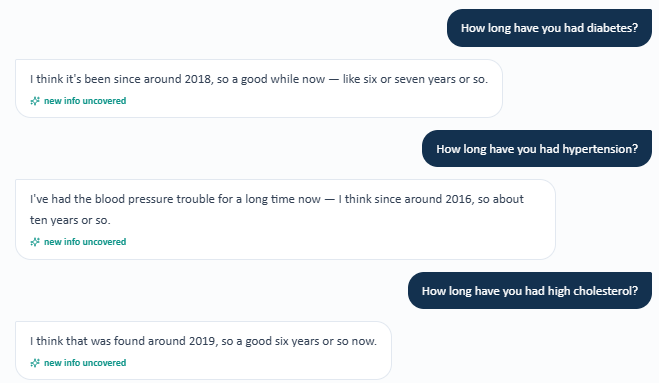 How long have you had diabetes?
I think it's been since around 2018, so a good while now — like six or seven years or so.
new info uncovered
How long have you had hypertension?
I've had the blood pressure trouble for a long time now — I think since around 2016, so about
ten years or so.
new info uncovered
How long have you had high cholesterol?
I think that was found around 2019, so a good six years or so now.
new info uncovered